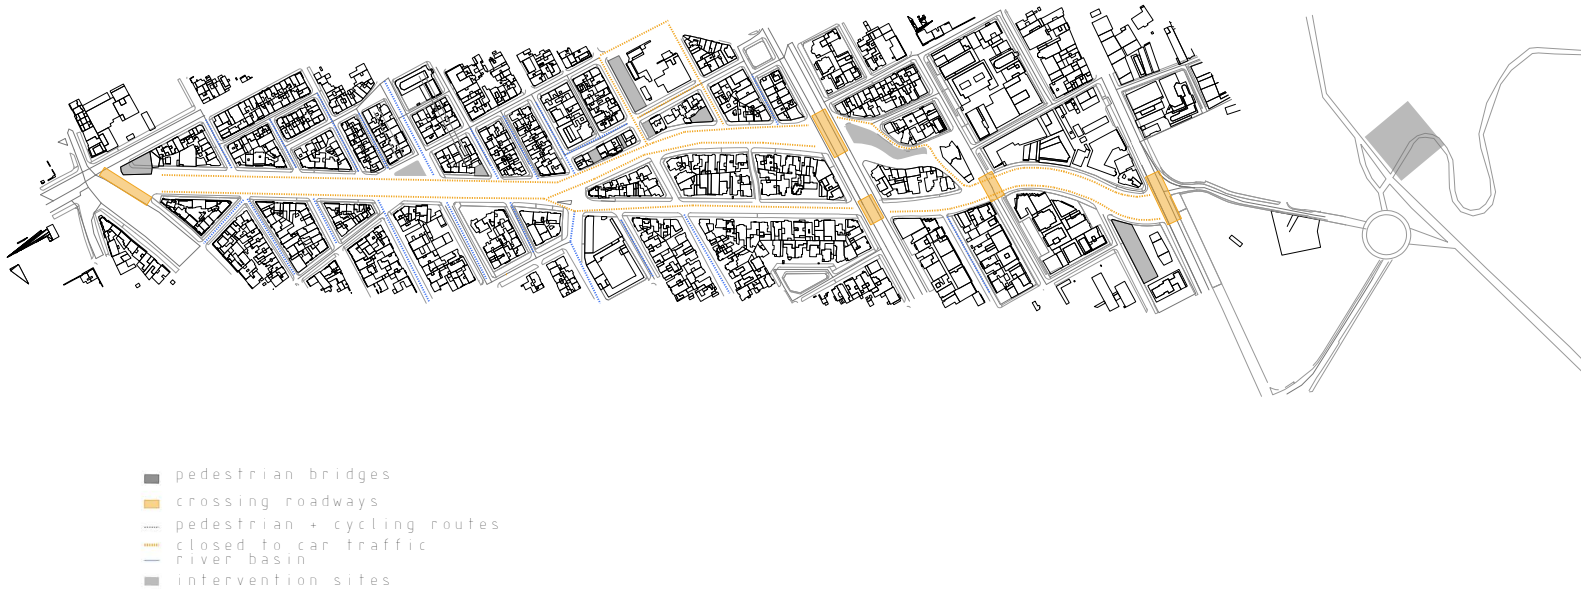 pedestrian bridges
crossing roadways
pedestrian + cycling routes
closed to car traffic
river basin
intervention sites